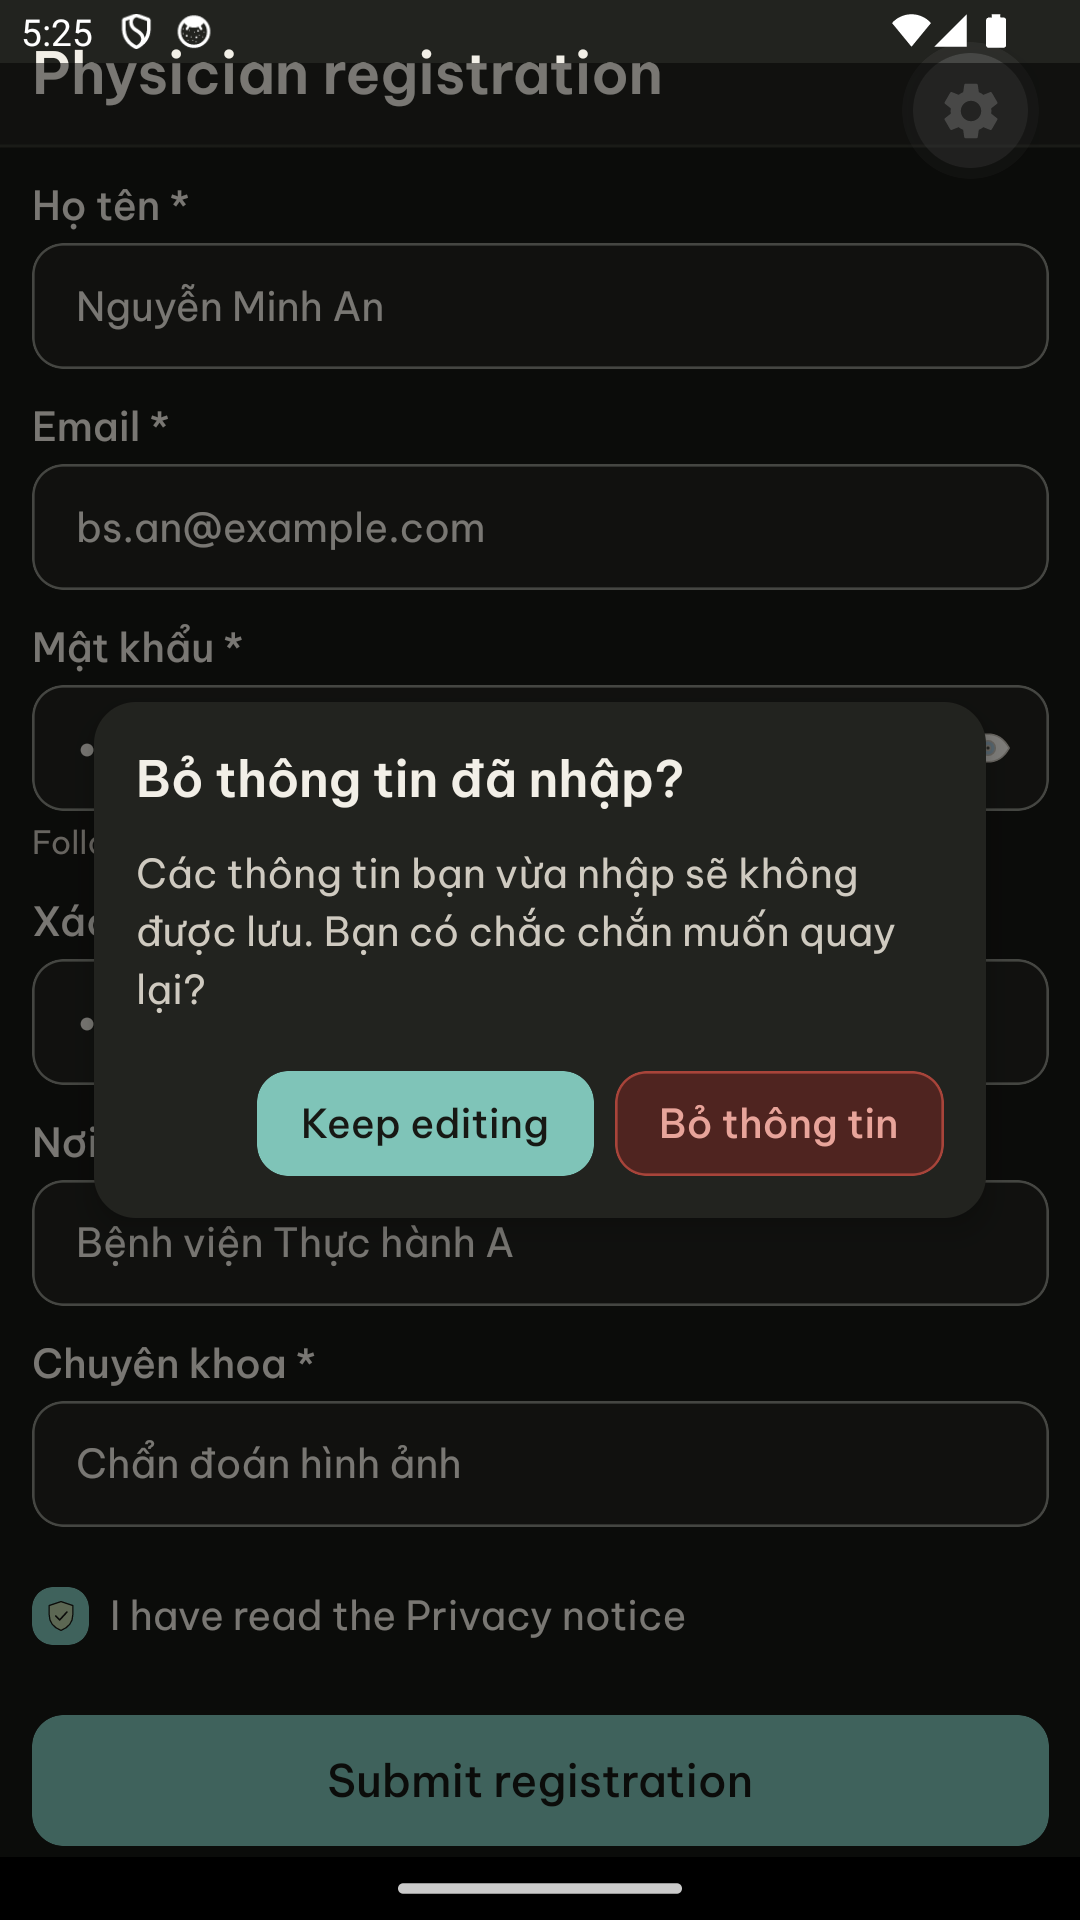 5:25
Physician registration
Họ tên *
Nguyễn Minh An
Email *
bs.an@example.com
Mật khẩu *
Bỏ thông tin đã nhập?
Các thông tin bạn vừa nhập sẽ không
được lưu. Bạn có chắc chắn muốn quay
lại?
Keep editing
Bỏ thông tin
Bệnh viện Thực hành A
Chuyên khoa *
Chẩn đoán hình ảnh
I have read the Privacy notice
Submit registration